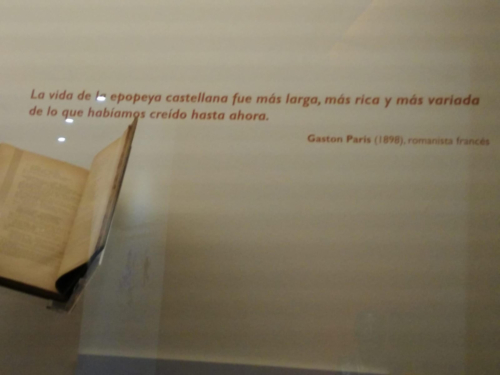 La vida de la epopeya castellana fue más larga, más rica y más variada
de lo que habíamos creído hasta ahora.
Gaston Paris (1898), romanista francés